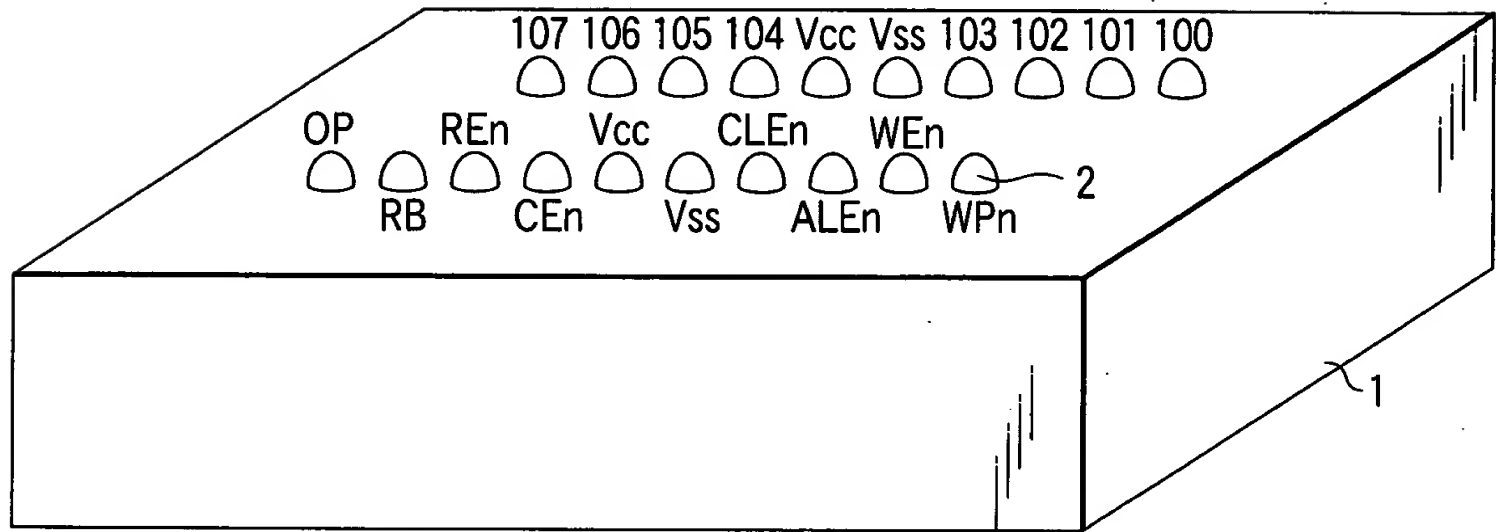 107 106 105 104 Vcc Vss 103 102 101 100
OP REn Vcc CLEn WEn
2
RB CEn Vss ALEn WPn
1